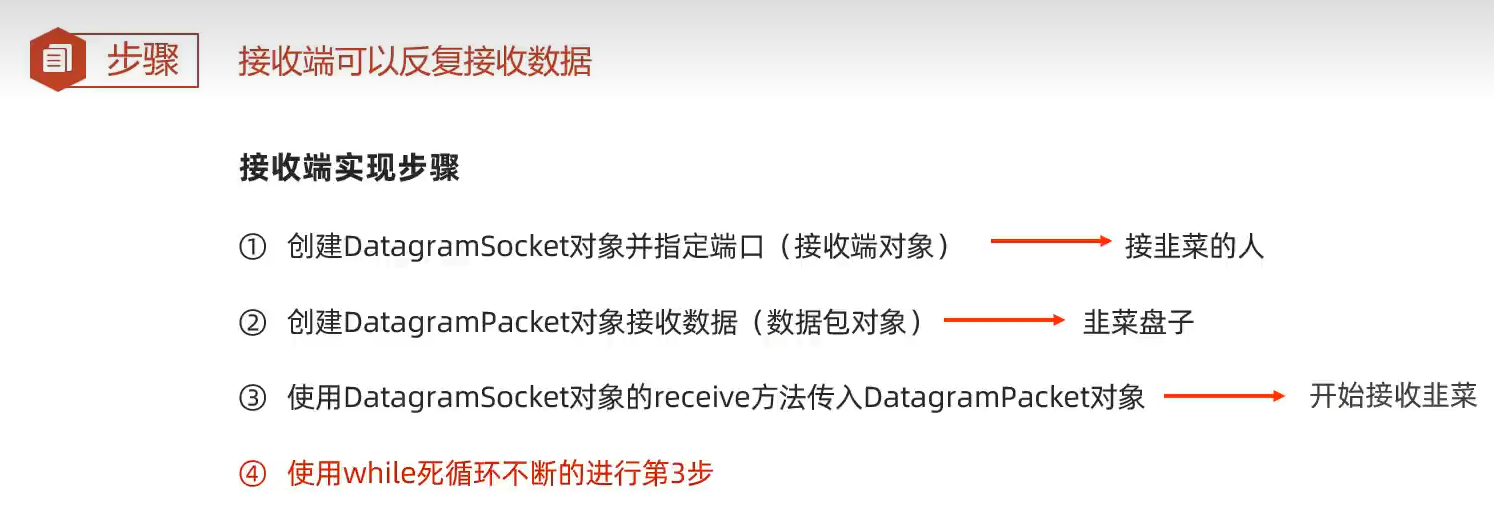 步骤 接收端可以反复接收数据
接收端实现步骤
① 创建DatagramSocket对象并指定端口（接收端对象） 接韭菜的人
② 创建DatagramPacket对象接收数据（数据包对象） 韭菜盘子
③ 使用DatagramSocket对象的receive方法传入DatagramPacket对象 开始接收韭菜
④ 使用while死循环不断的进行第3步